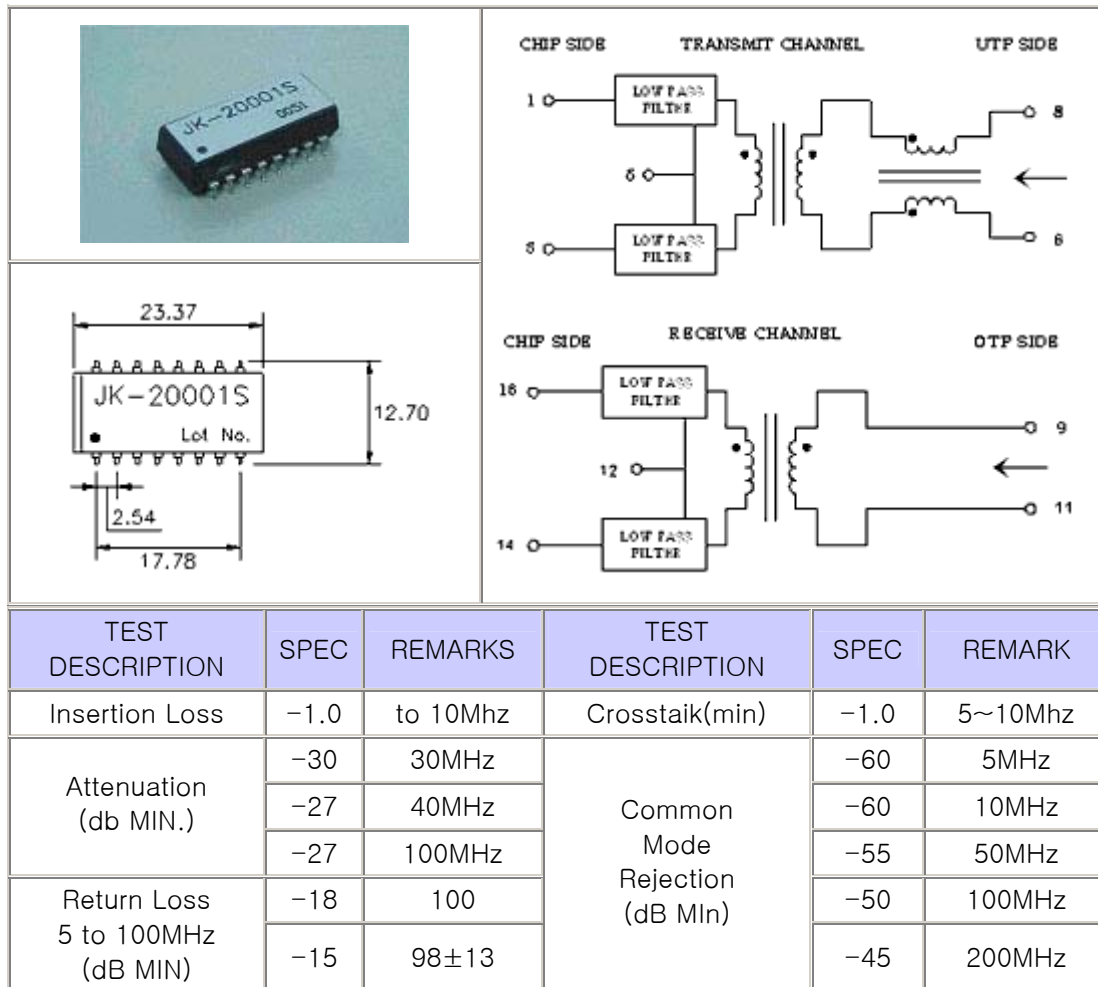 JK-20001S
0051
23.37
JK-20001S
Lot No.
12.70
2.54
17.78
CHIP SIDE TRANSMIT CHANNEL UTP SIDE
1 LOW PASS FILTER 8
6
LOW PASS FILTER
CHIP SIDE RECEIVE CHANNEL OTP SIDE
16 LOW PASS FILTER 9
12
11
14 LOW PASS FILTER
TEST DESCRIPTION SPEC REMARKS TEST DESCRIPTION SPEC REMARK
Insertion Loss -1.0 to 10Mhz Crosstaik(min) -1.0 5~10Mhz
Attenuation (db MIN.) -30 30MHz Common Mode Rejection (dB MIn) -60 5MHz
-27 40MHz -60 10MHz
-27 100MHz -55 50MHz
Return Loss 5 to 100MHz (dB MIN) -18 100 -50 100MHz
-15 98±13 -45 200MHz